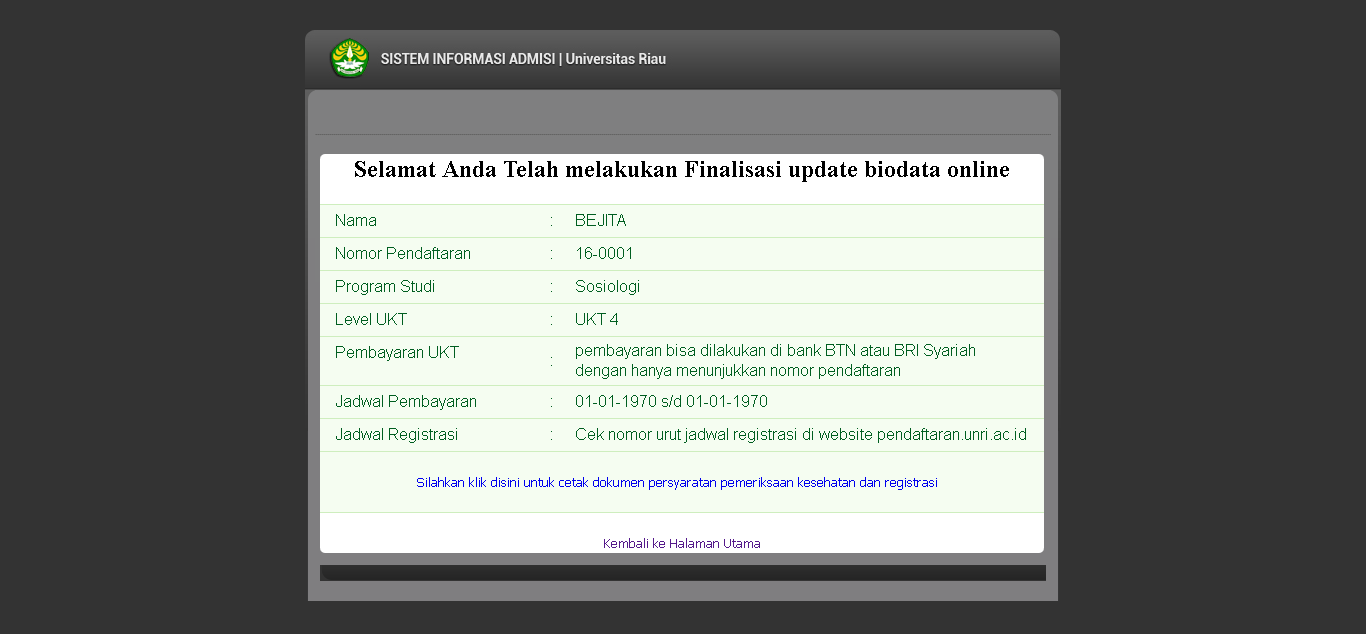 SISTEM INFORMASI ADMISI | Universitas Riau
Selamat Anda Telah melakukan Finalisasi update biodata online
Nama : BEJITA
Nomor Pendaftaran : 16-0001
Program Studi : Sosiologi
Level UKT : UKT 4
Pembayaran UKT : pembayaran bisa dilakukan di bank BTN atau BRI Syariah
dengan hanya menunjukkan nomor pendaftaran
Jadwal Pembayaran : 01-01-1970 s/d 01-01-1970
Jadwal Registrasi : Cek nomor urut jadwal registrasi di website pendaftaran.unri.ac.id
Silahkan klik disini untuk cetak dokumen persyaratan pemeriksaan kesehatan dan registrasi
Kembali ke Halaman Utama